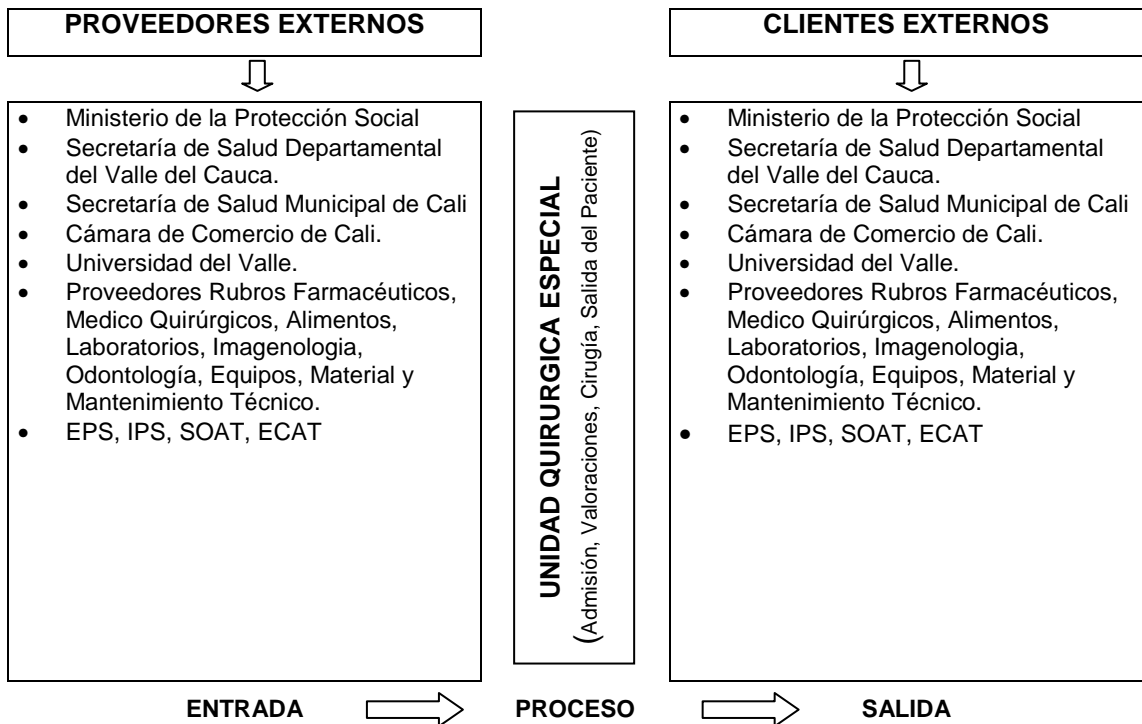 PROVEEDORES EXTERNOS
• Ministerio de la Protección Social
• Secretaría de Salud Departamental
del Valle del Cauca.
• Secretaría de Salud Municipal de Cali
• Cámara de Comercio de Cali.
• Universidad del Valle.
• Proveedores Rubros Farmacéuticos,
Medico Quirúrgicos, Alimentos,
Laboratorios, Imagenologia,
Odontología, Equipos, Material y
Mantenimiento Técnico.
• EPS, IPS, SOAT, ECAT
UNIDAD QUIRURGICA ESPECIAL
(Admisión, Valoraciones, Cirugía, Salida del Paciente)
CLIENTES EXTERNOS
• Ministerio de la Protección Social
• Secretaría de Salud Departamental
del Valle del Cauca.
• Secretaría de Salud Municipal de Cali
• Cámara de Comercio de Cali.
• Universidad del Valle.
• Proveedores Rubros Farmacéuticos,
Medico Quirúrgicos, Alimentos,
Laboratorios, Imagenologia,
Odontología, Equipos, Material y
Mantenimiento Técnico.
• EPS, IPS, SOAT, ECAT
ENTRADA PROCESO SALIDA